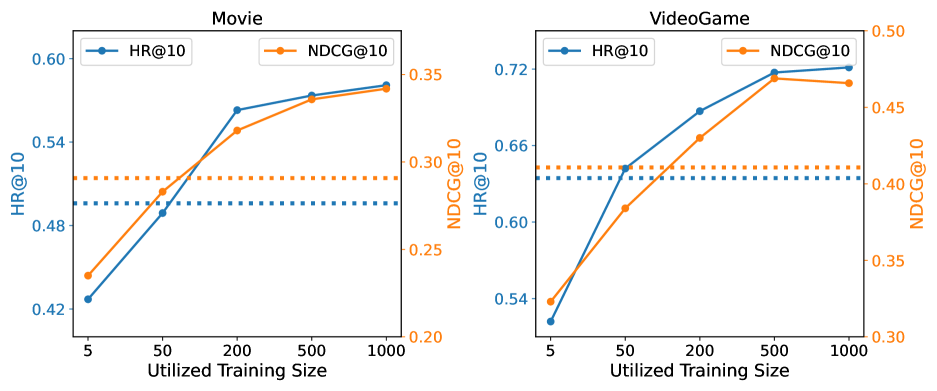 Movie
HR@10
NDCG@10
0.60
0.54
0.48
0.42
HR@10
0.35
0.30
0.25
0.20
NDCG@10
5 50 200 500 1000
Utilized Training Size
VideoGame
HR@10
NDCG@10
0.72
0.66
0.60
0.54
HR@10
0.50
0.45
0.40
0.35
0.30
NDCG@10
5 50 200 500 1000
Utilized Training Size